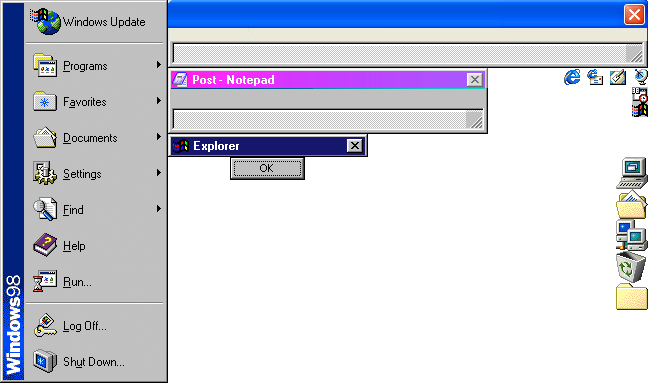 Windows Update
Programs
Favorites
Documents
Settings
Find
Help
Run...
Log Off...
Shut Down...
Windows98
Post - Notepad
Explorer
OK